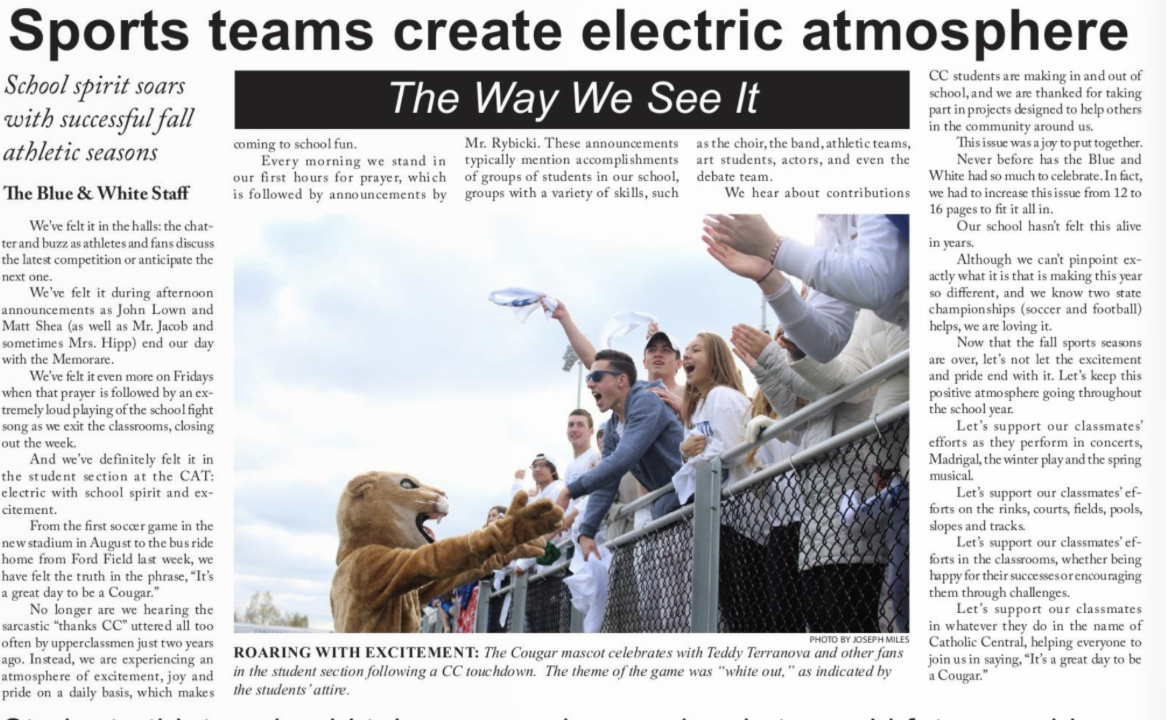 Sports teams create electric atmosphere
School spirit soars
with successful fall
athletic seasons
The Blue & White Staff
We've felt it in the halls: the chat-
ter and buzz as athletes and fans discuss
the latest competition or anticipate the
next one.
We've felt it during afternoon
announcements as John Lown and
Matt Shea (as well as Mr. Jacob and
sometimes Mrs. Hipp) end our day
with the Memorare.
We've felt it even more on Fridays
when that prayer is followed by an ex-
tremely loud playing of the school fight
song as we exit the classrooms, closing
out the week.
And we've definitely felt it in
the student section at the CAT:
electric with school spirit and ex-
citement.
From the first soccer game in the
new stadium in August to the bus ride
home from Ford Field last week, we
have felt the truth in the phrase, "It's
a great day to be a Cougar."
No longer are we hearing the
sarcastic "thanks CC" uttered all too
often by upperclassmen just two years
ago. Instead, we are experiencing an
atmosphere of excitement, joy and
pride on a daily basis, which makes
The Way We See It
coming to school fun.
Every morning we stand in
our first hours for prayer, which
is followed by announcements by
Mr. Rybicki. These announcements
typically mention accomplishments
of groups of students in our school,
groups with a variety of skills, such
as the choir, the band, athletic teams,
art students, actors, and even the
debate team.
We hear about contributions
PHOTO BY JOSEPH MILES
ROARING WITH EXCITEMENT: The Cougar mascot celebrates with Teddy Terranova and other fans
in the student section following a CC touchdown. The theme of the game was "white out," as indicated by
the students' attire.
CC students are making in and out of
school, and we are thanked for taking
part in projects designed to help others
in the community around us.
This issue was a joy to put together.
Never before has the Blue and
White had so much to celebrate. In fact,
we had to increase this issue from 12 to
16 pages to fit it all in.
Our school hasn't felt this alive
in years.
Although we can't pinpoint ex-
actly what it is that is making this year
so different, and we know two state
championships (soccer and football)
helps, we are loving it.
Now that the fall sports seasons
are over, let's not let the excitement
and pride end with it. Let's keep this
positive atmosphere going throughout
the school year.
Let's support our classmates'
efforts as they perform in concerts,
Madrigal, the winter play and the spring
musical.
Let's support our classmates' ef-
forts on the rinks, courts, fields, pools,
slopes and tracks.
Let's support our classmates' ef-
forts in the classrooms, whether being
happy for their successes or encouraging
them through challenges.
Let's support our classmates
in whatever they do in the name of
Catholic Central, helping everyone to
join us in saying, "It's a great day to be
a Cougar."